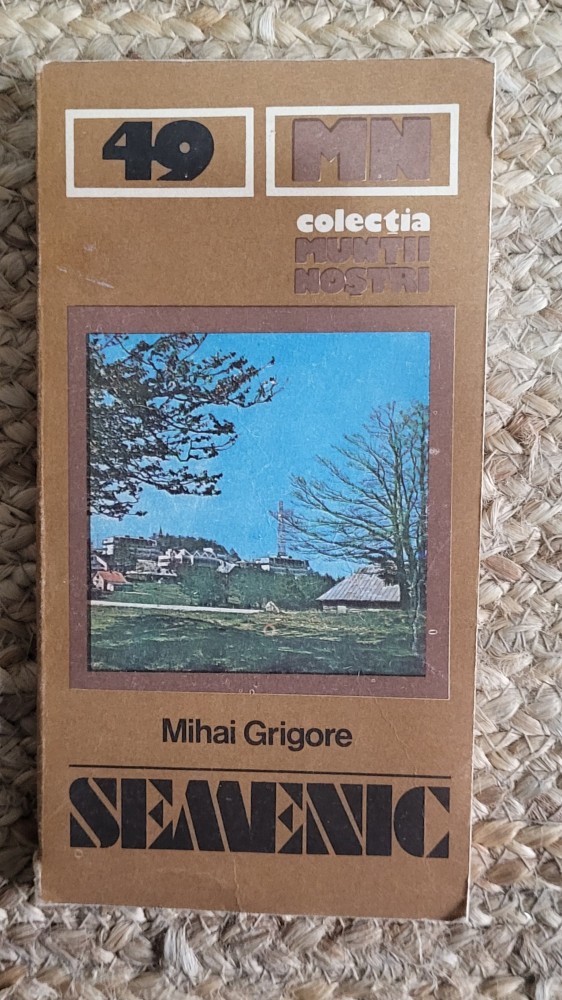 49
MN
colecția
MUNȚII
NOȘTRI
Mihai Grigore
SEMENIC